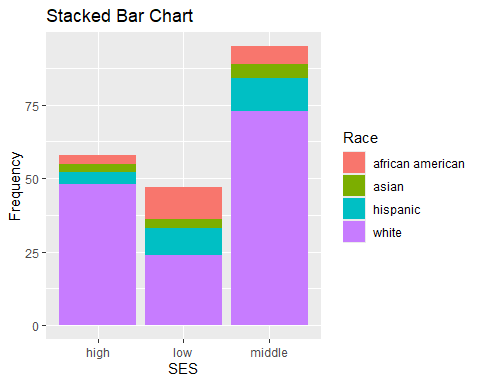 Stacked Bar Chart
Frequency
75
50
25
0
high low middle
SES
Race
african american
asian
hispanic
white